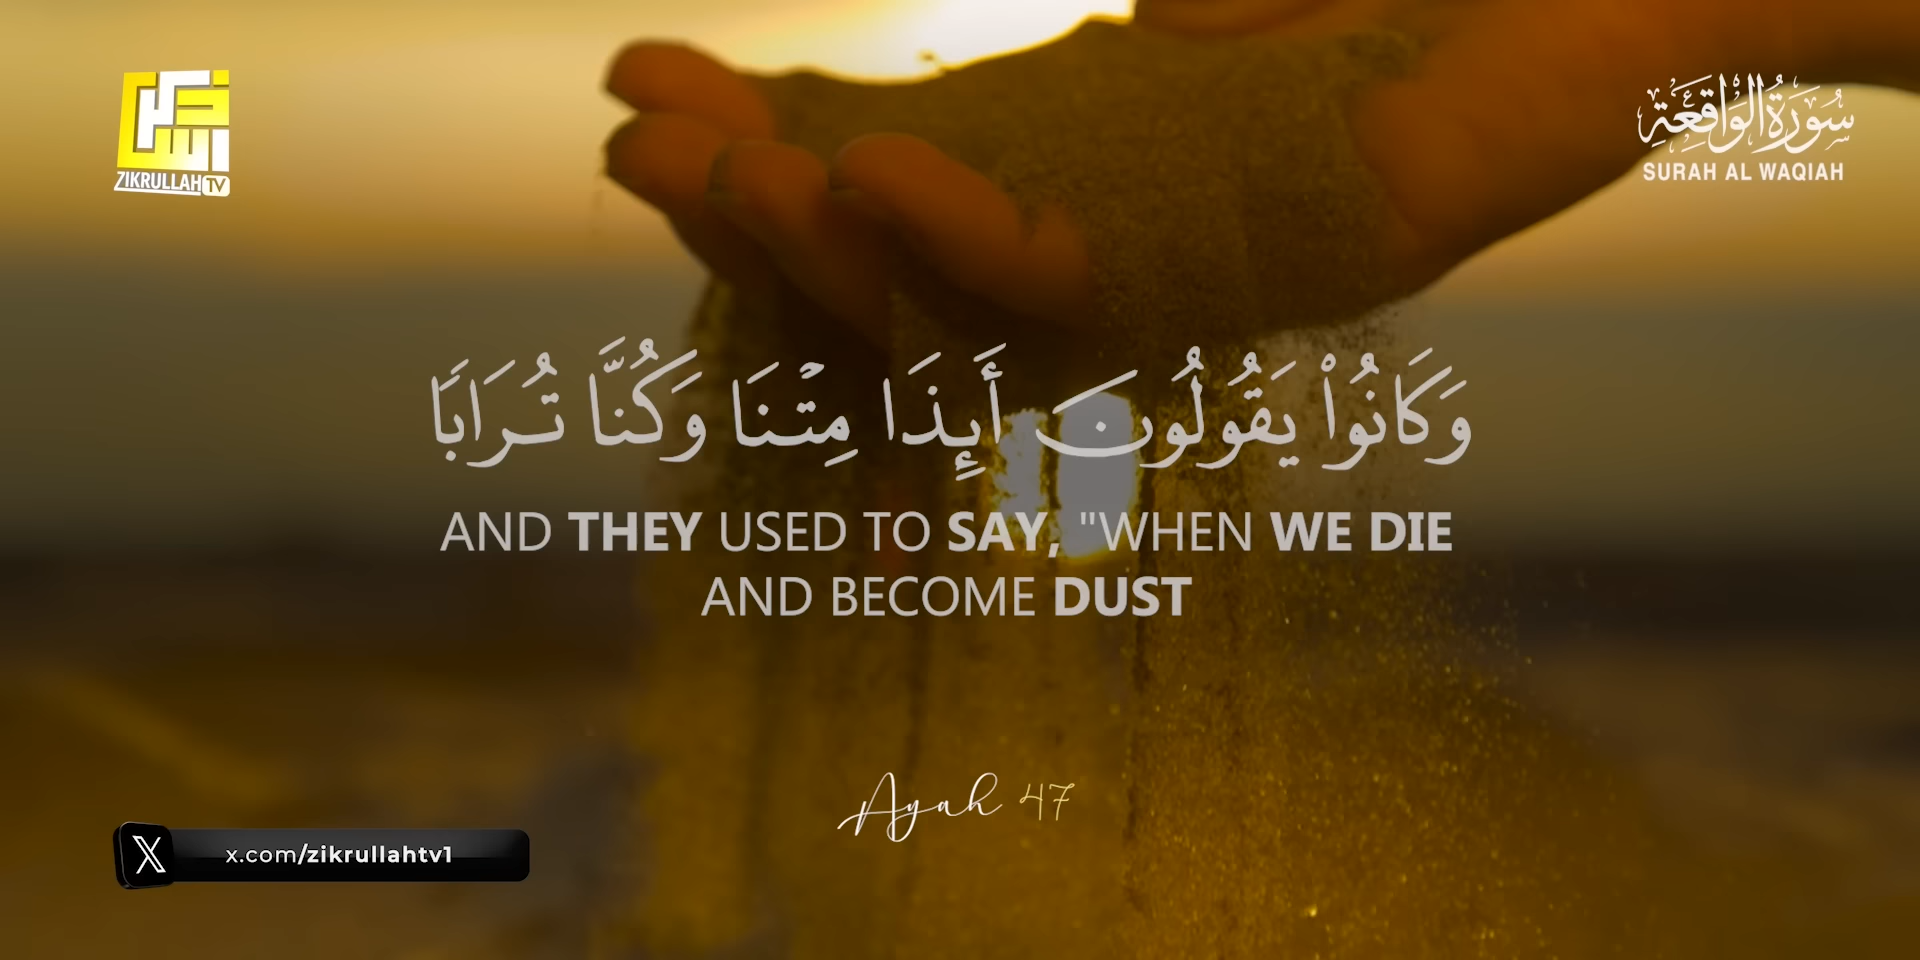 ZIKRULLAH TV
سُورَةُ الْوَاقِعَةِ
SURAH AL WAQIAH
وَكَانُوا۟ يَقُولُونَ أَئِذَا مِتْنَا وَكُنَّا تُرَابًا
AND THEY USED TO SAY, "WHEN WE DIE
AND BECOME DUST
Ayah 47
x.com/zikrullahtv1